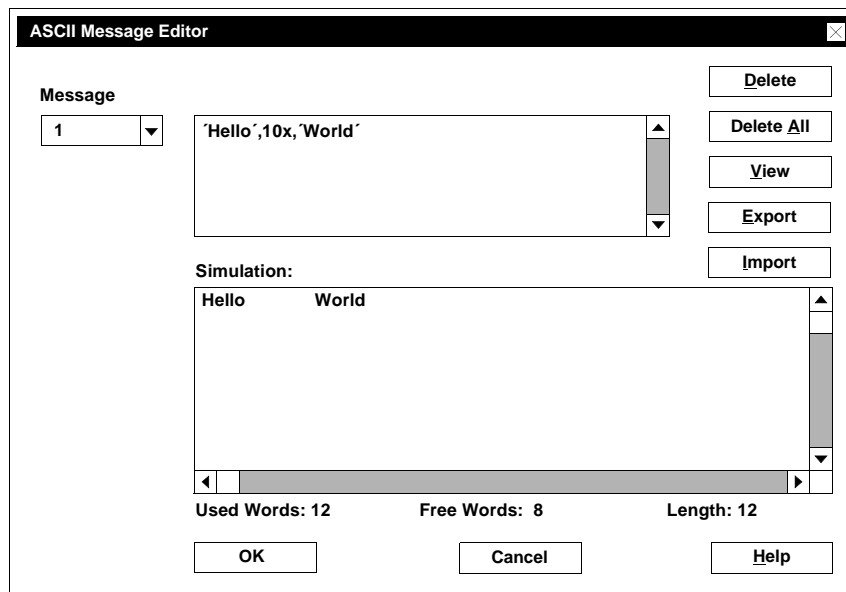 ASCII Message Editor
Message
1
´Hello´,10x,´World´
Delete
Delete All
View
Export
Import
Simulation:
Hello World
Used Words: 12 Free Words: 8 Length: 12
OK Cancel Help